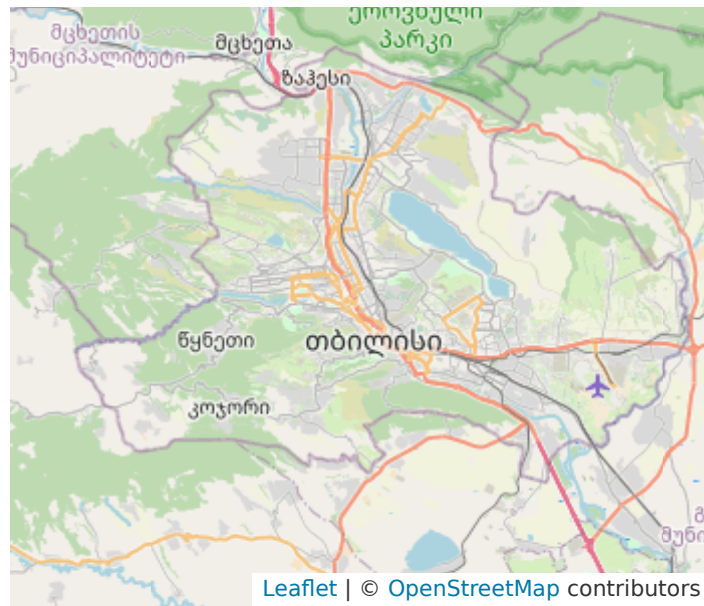 ეროვნული
პარკი
მცხეთის
მუნიციპალიტეტი
მცხეთა
ზაჰესი
წყნეთი
თბილისი
კოჯორი
Leaflet | © OpenStreetMap contributors